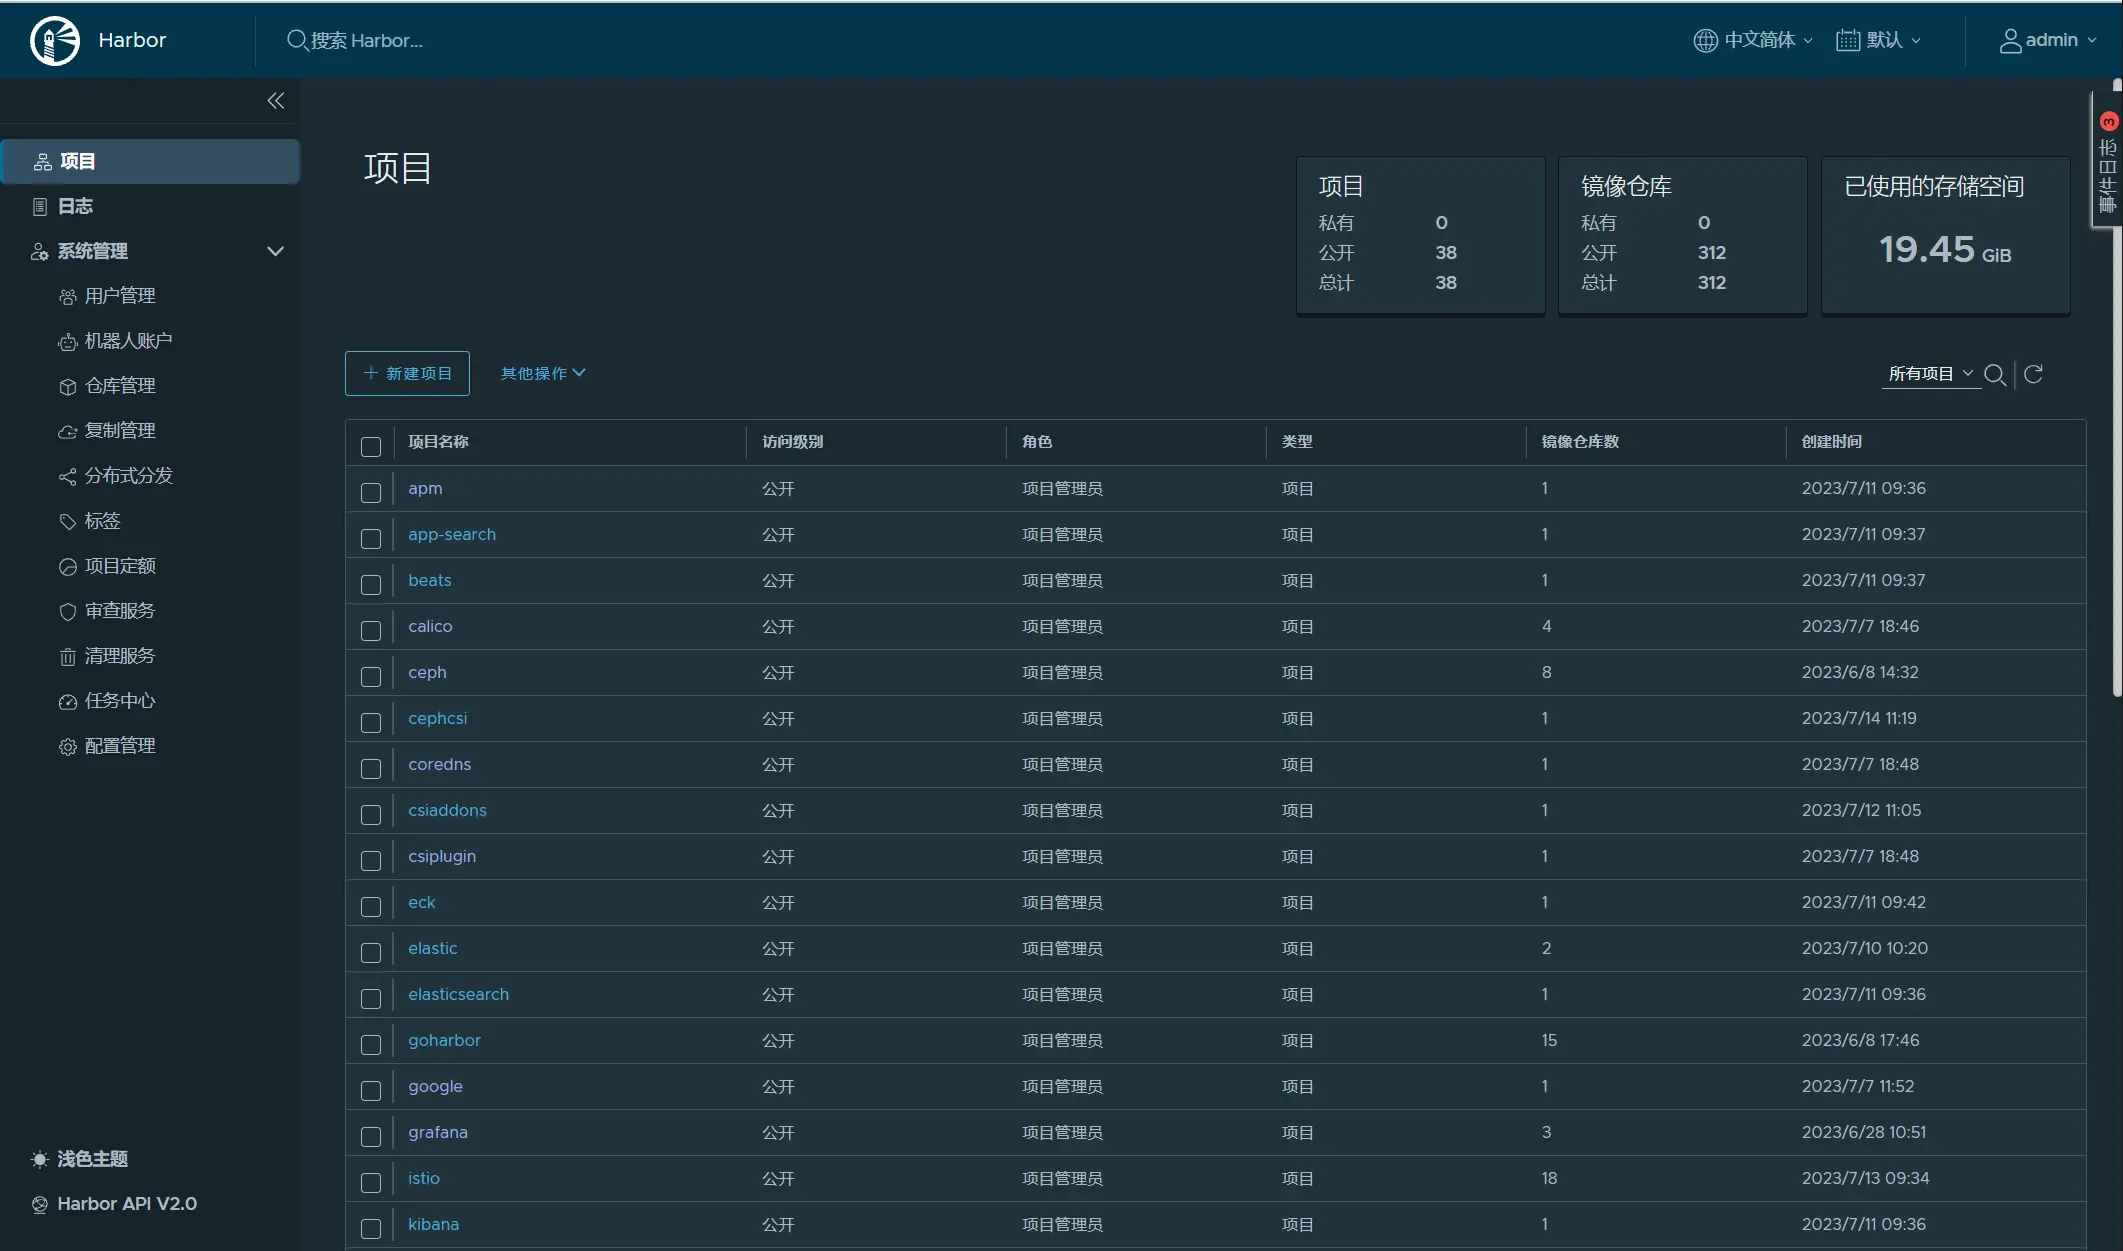 Harbor
搜索 Harbor...
中文简体
默认
admin
项目
日志
系统管理
用户管理
机器人账户
仓库管理
复制管理
分布式分发
标签
项目定额
审查服务
清理服务
任务中心
配置管理
浅色主题
Harbor API V2.0
项目
项目
私有 0
公开 38
总计 38
镜像仓库
私有 0
公开 312
总计 312
已使用的存储空间
19.45 GiB
事件日志 3
+ 新建项目
其他操作
所有项目
项目名称 访问级别 角色 类型 镜像仓库数 创建时间
apm 公开 项目管理员 项目 1 2023/7/11 09:36
app-search 公开 项目管理员 项目 1 2023/7/11 09:37
beats 公开 项目管理员 项目 1 2023/7/11 09:37
calico 公开 项目管理员 项目 4 2023/7/7 18:46
ceph 公开 项目管理员 项目 8 2023/6/8 14:32
cephcsi 公开 项目管理员 项目 1 2023/7/14 11:19
coredns 公开 项目管理员 项目 1 2023/7/7 18:48
csiaddons 公开 项目管理员 项目 1 2023/7/12 11:05
csiplugin 公开 项目管理员 项目 1 2023/7/7 18:48
eck 公开 项目管理员 项目 1 2023/7/11 09:42
elastic 公开 项目管理员 项目 2 2023/7/10 10:20
elasticsearch 公开 项目管理员 项目 1 2023/7/11 09:36
goharbor 公开 项目管理员 项目 15 2023/6/8 17:46
google 公开 项目管理员 项目 1 2023/7/7 11:52
grafana 公开 项目管理员 项目 3 2023/6/28 10:51
istio 公开 项目管理员 项目 18 2023/7/13 09:34
kibana 公开 项目管理员 项目 1 2023/7/11 09:36